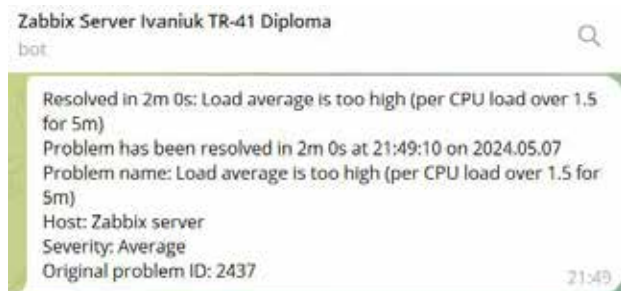 Zabbix Server Ivaniuk TR-41 Diploma
bot
Resolved in 2m 0s: Load average is too high (per CPU load over 1.5
for 5m)
Problem has been resolved in 2m 0s at 21:49:10 on 2024.05.07
Problem name: Load average is too high (per CPU load over 1.5 for
5m)
Host: Zabbix server
Severity: Average
Original problem ID: 2437
21:49